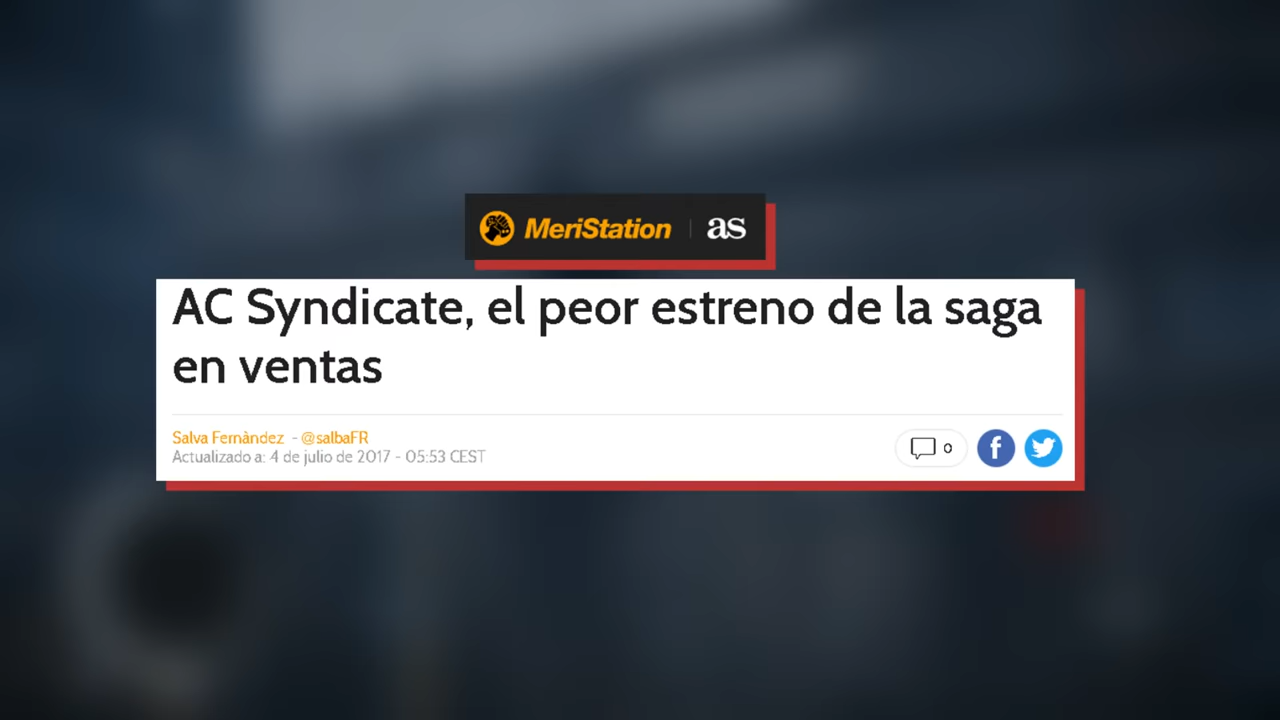 MeriStation | as
AC Syndicate, el peor estreno de la saga
en ventas
Salva Fernàndez - @salbaFR
Actualizado a: 4 de julio de 2017 - 05:53 CEST
0